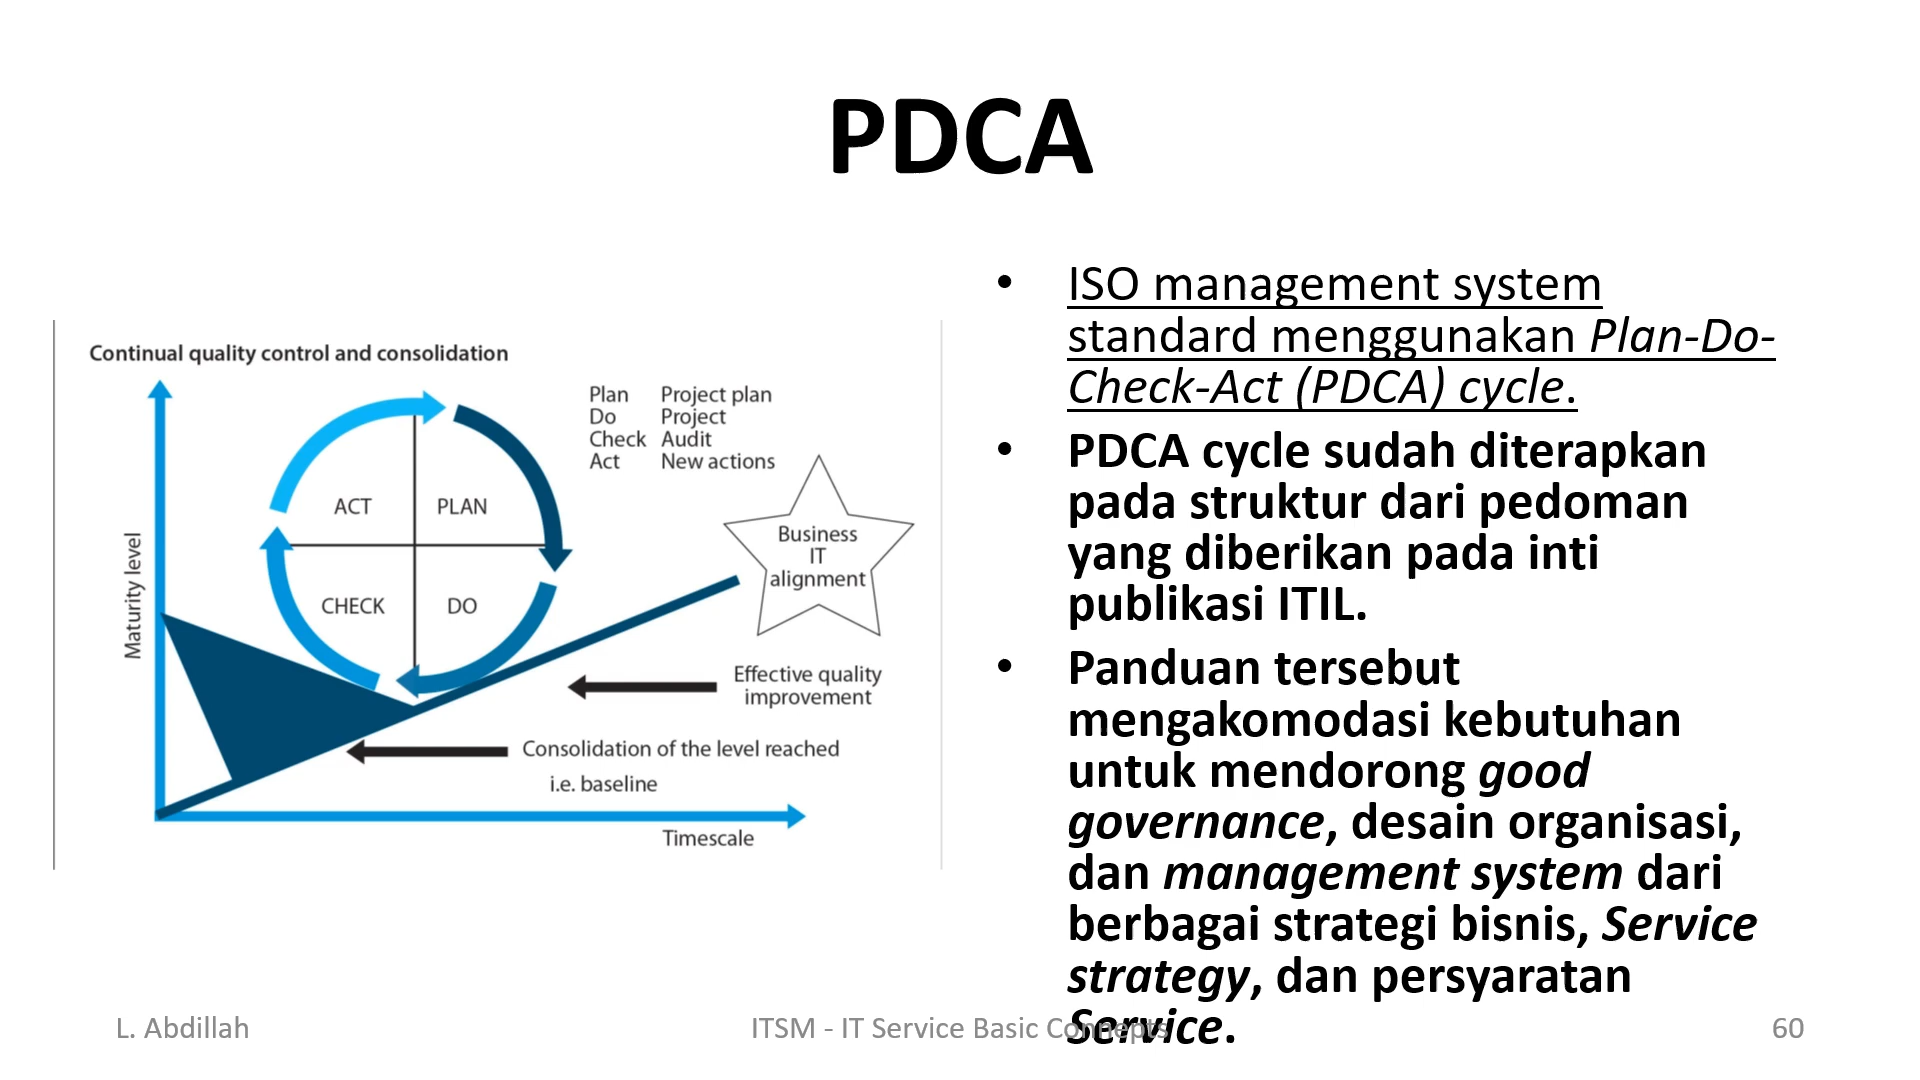 PDCA
Continual quality control and consolidation
Plan Project plan
Do Project
Check Audit
Act New actions
ACT
PLAN
CHECK
DO
Maturity level
Business
IT
alignment
Effective quality
improvement
Consolidation of the level reached
i.e. baseline
Timescale
• ISO management system
standard menggunakan Plan-Do-
Check-Act (PDCA) cycle.
• PDCA cycle sudah diterapkan
pada struktur dari pedoman
yang diberikan pada inti
publikasi ITIL.
• Panduan tersebut
mengakomodasi kebutuhan
untuk mendorong good
governance, desain organisasi,
dan management system dari
berbagai strategi bisnis, Service
strategy, dan persyaratan
Service.
L. Abdillah
ITSM - IT Service Basic Connepts
60